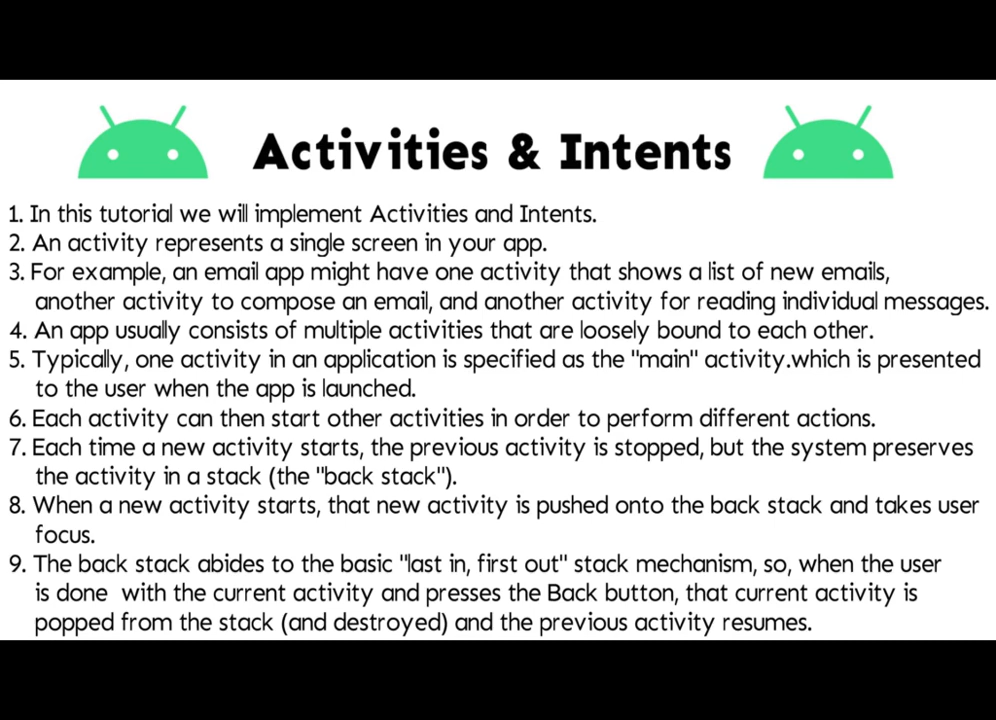 Activities & Intents
1. In this tutorial we will implement Activities and Intents.
2. An activity represents a single screen in your app.
3. For example, an email app might have one activity that shows a list of new emails,
another activity to compose an email, and another activity for reading individual messages.
4. An app usually consists of multiple activities that are loosely bound to each other.
5. Typically, one activity in an application is specified as the "main" activity.which is presented
to the user when the app is launched.
6. Each activity can then start other activities in order to perform different actions.
7. Each time a new activity starts, the previous activity is stopped, but the system preserves
the activity in a stack (the "back stack").
8. When a new activity starts, that new activity is pushed onto the back stack and takes user
focus.
9. The back stack abides to the basic "last in, first out" stack mechanism, so, when the user
is done with the current activity and presses the Back button, that current activity is
popped from the stack (and destroyed) and the previous activity resumes.